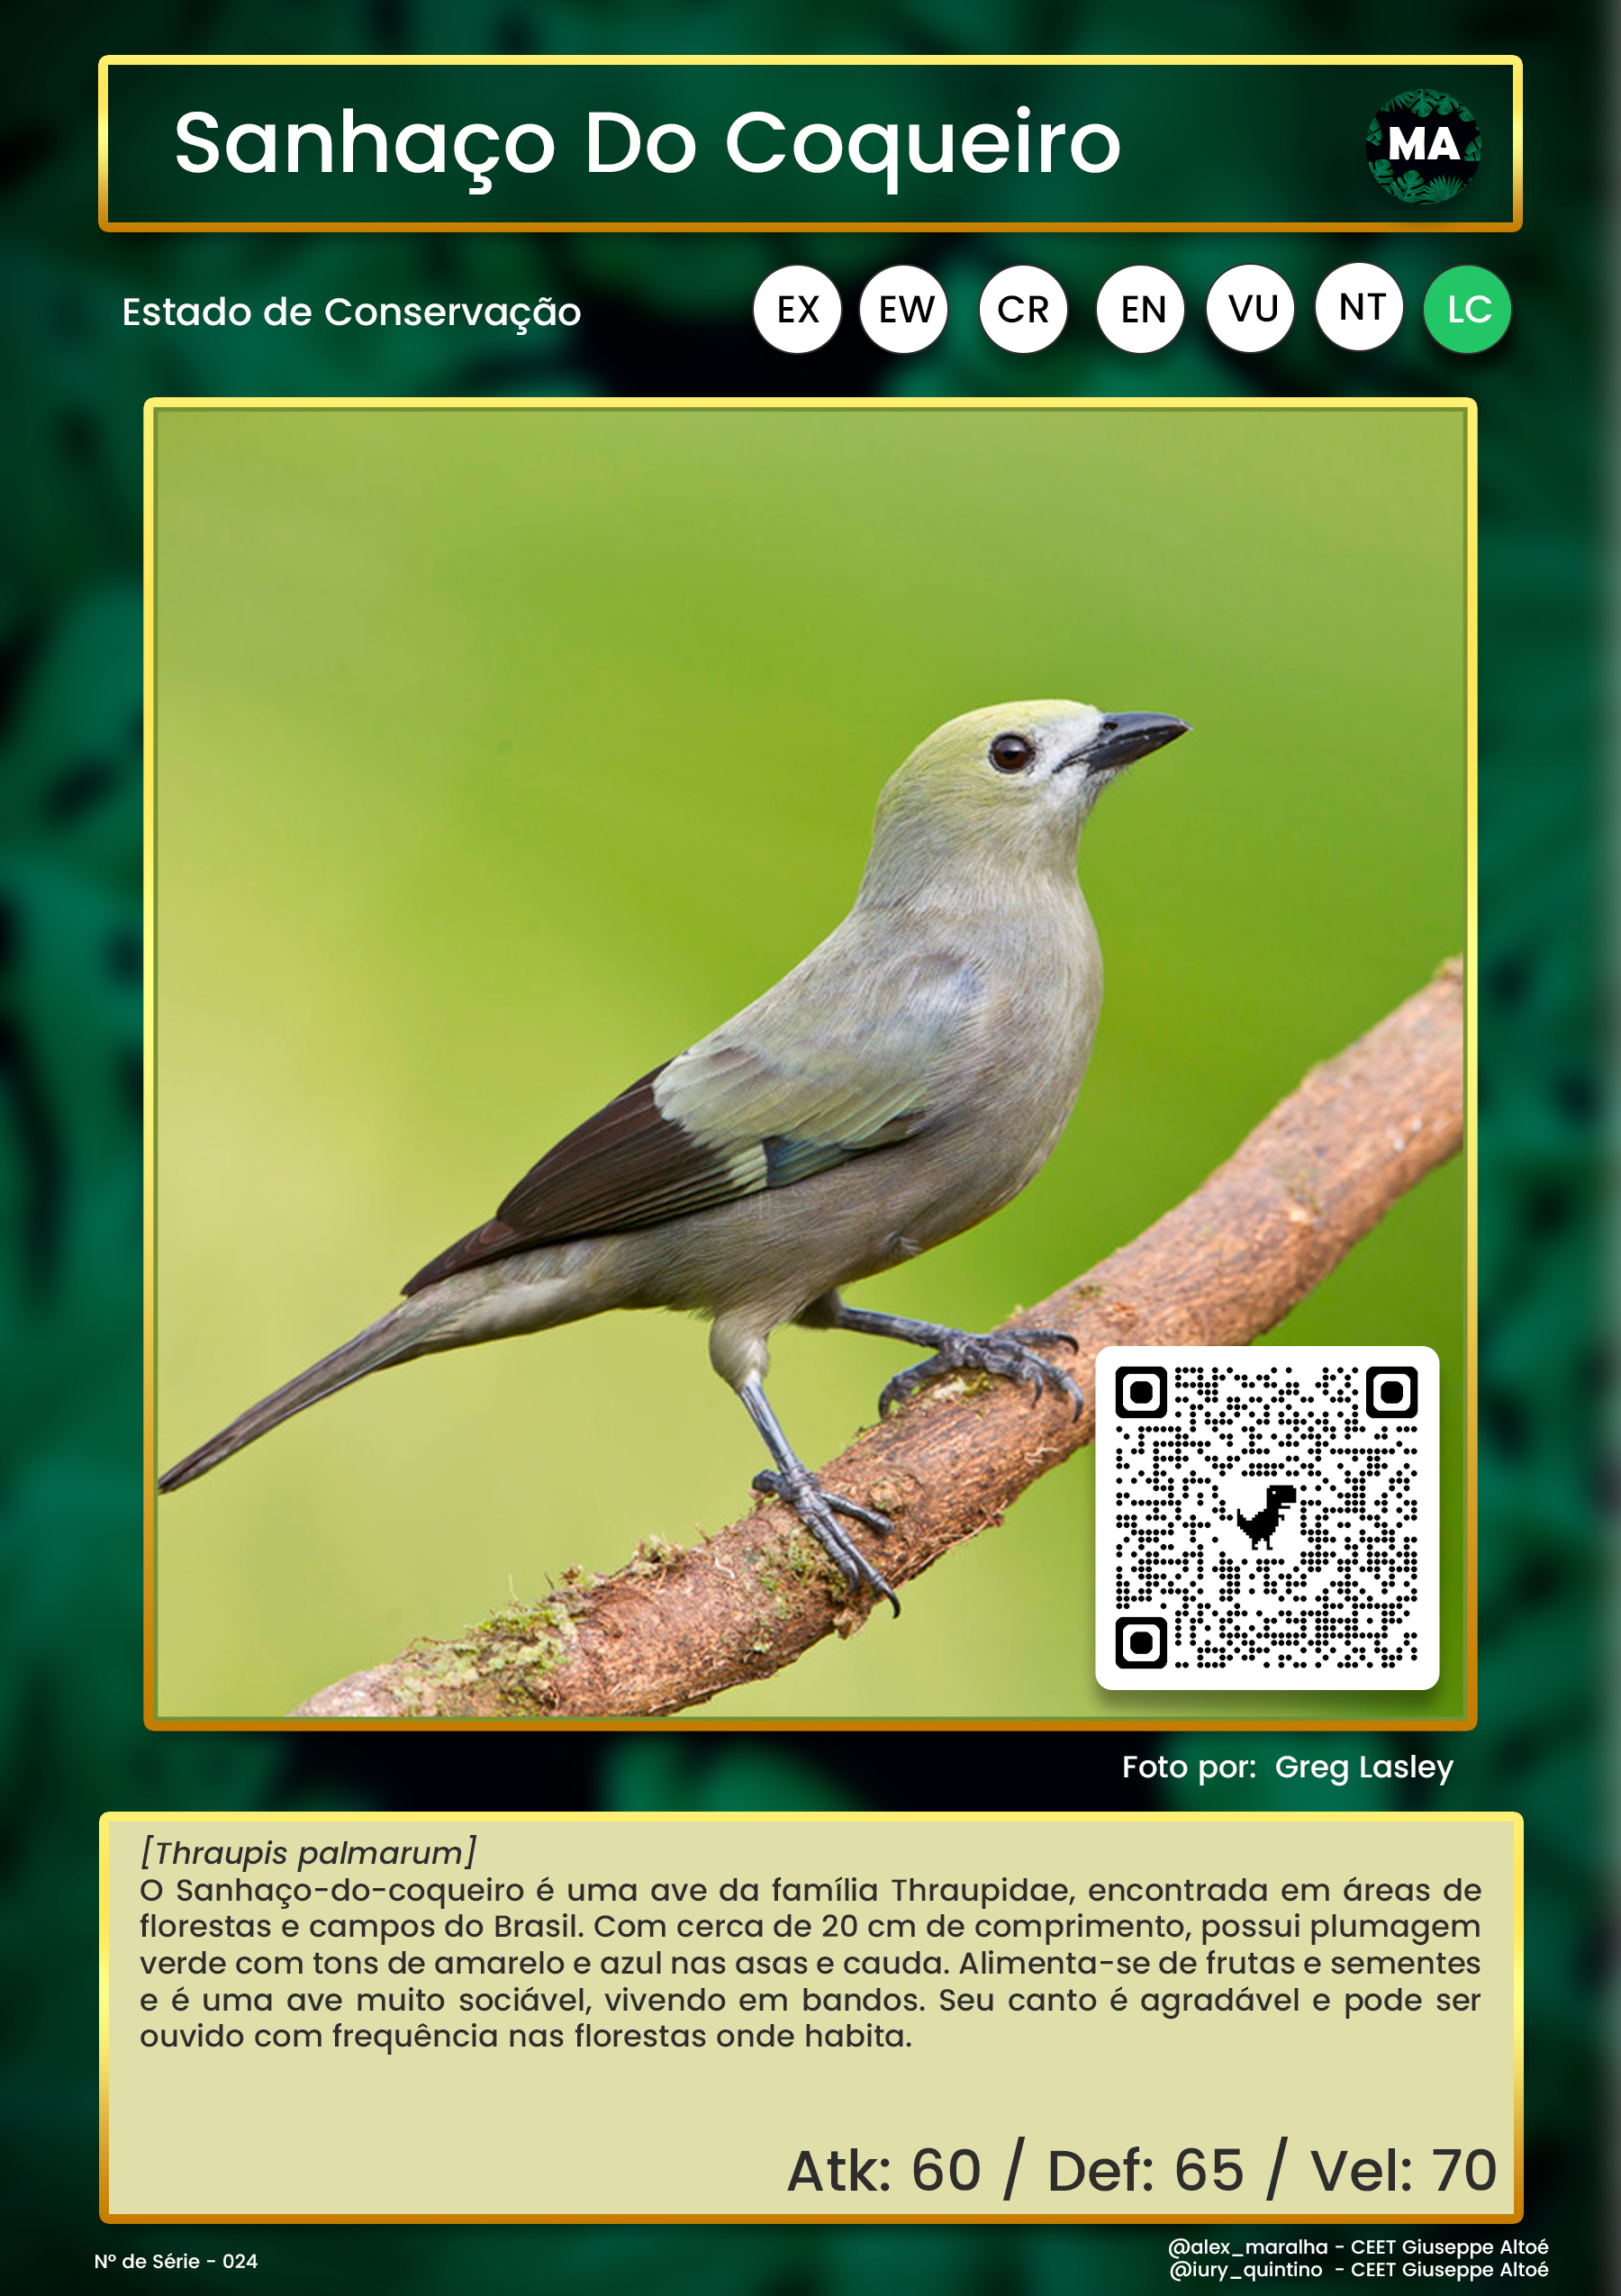 Sanhaço Do Coqueiro
MA
Estado de Conservação
EX EW CR EN VU NT LC
Foto por: Greg Lasley
[Thraupis palmarum]
O Sanhaço-do-coqueiro é uma ave da família Thraupidae, encontrada em áreas de
florestas e campos do Brasil. Com cerca de 20 cm de comprimento, possui plumagem
verde com tons de amarelo e azul nas asas e cauda. Alimenta-se de frutas e sementes
e é uma ave muito sociável, vivendo em bandos. Seu canto é agradável e pode ser
ouvido com frequência nas florestas onde habita.
Atk: 60 / Def: 65 / Vel: 70
Nº de Série - 024
@alex_maralha - CEET Giuseppe Altoé
@iury_quintino - CEET Giuseppe Altoé